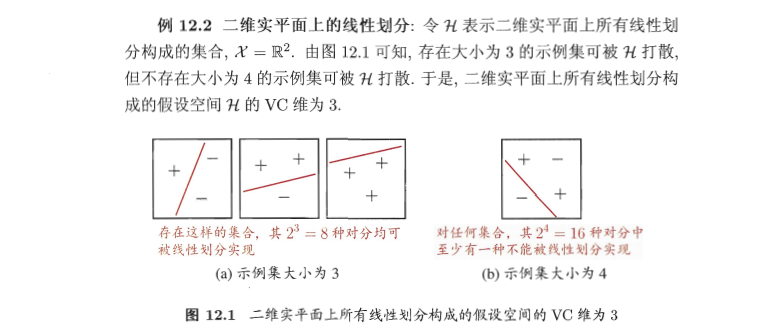 例 12.2 二维实平面上的线性划分: 令 ℋ 表示二维实平面上所有线性划
分构成的集合, 𝒳 = ℝ². 由图 12.1 可知, 存在大小为 3 的示例集可被 ℋ 打散,
但不存在大小为 4 的示例集可被 ℋ 打散. 于是, 二维实平面上所有线性划分构
成的假设空间 ℋ 的 VC 维为 3.
+ − −
+ + −
+ + +
+ − − +
存在这样的集合, 其 2³ = 8 种对分均可
被线性划分实现
(a) 示例集大小为 3
对任何集合, 其 2⁴ = 16 种对分中
至少有一种不能被线性划分实现
(b) 示例集大小为 4
图 12.1 二维实平面上所有线性划分构成的假设空间的 VC 维为 3